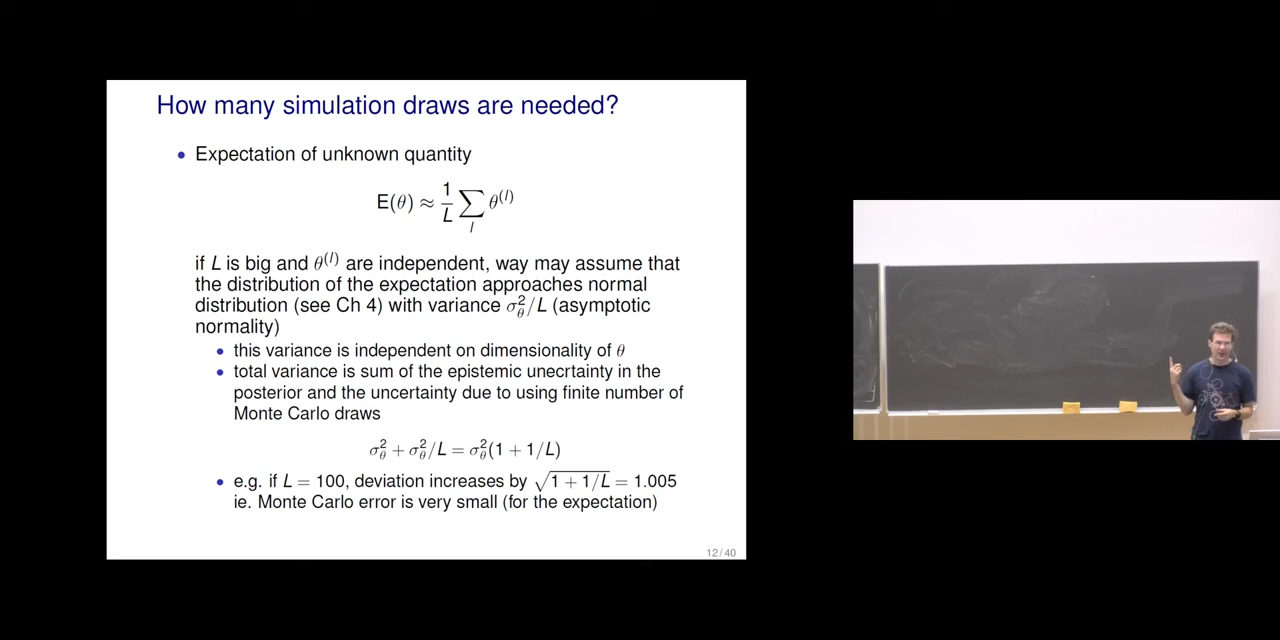 How many simulation draws are needed?
• Expectation of unknown quantity
E(θ) ≈ 1/L ∑_l θ^(l)
if L is big and θ^(l) are independent, way may assume that
the distribution of the expectation approaches normal
distribution (see Ch 4) with variance σ²_θ/L (asymptotic
normality)
• this variance is independent on dimensionality of θ
• total variance is sum of the epistemic unecrtainty in the
posterior and the uncertainty due to using finite number of
Monte Carlo draws
σ²_θ + σ²_θ/L = σ²_θ(1 + 1/L)
• e.g. if L = 100, deviation increases by √(1 + 1/L) = 1.005
ie. Monte Carlo error is very small (for the expectation)
12 / 40